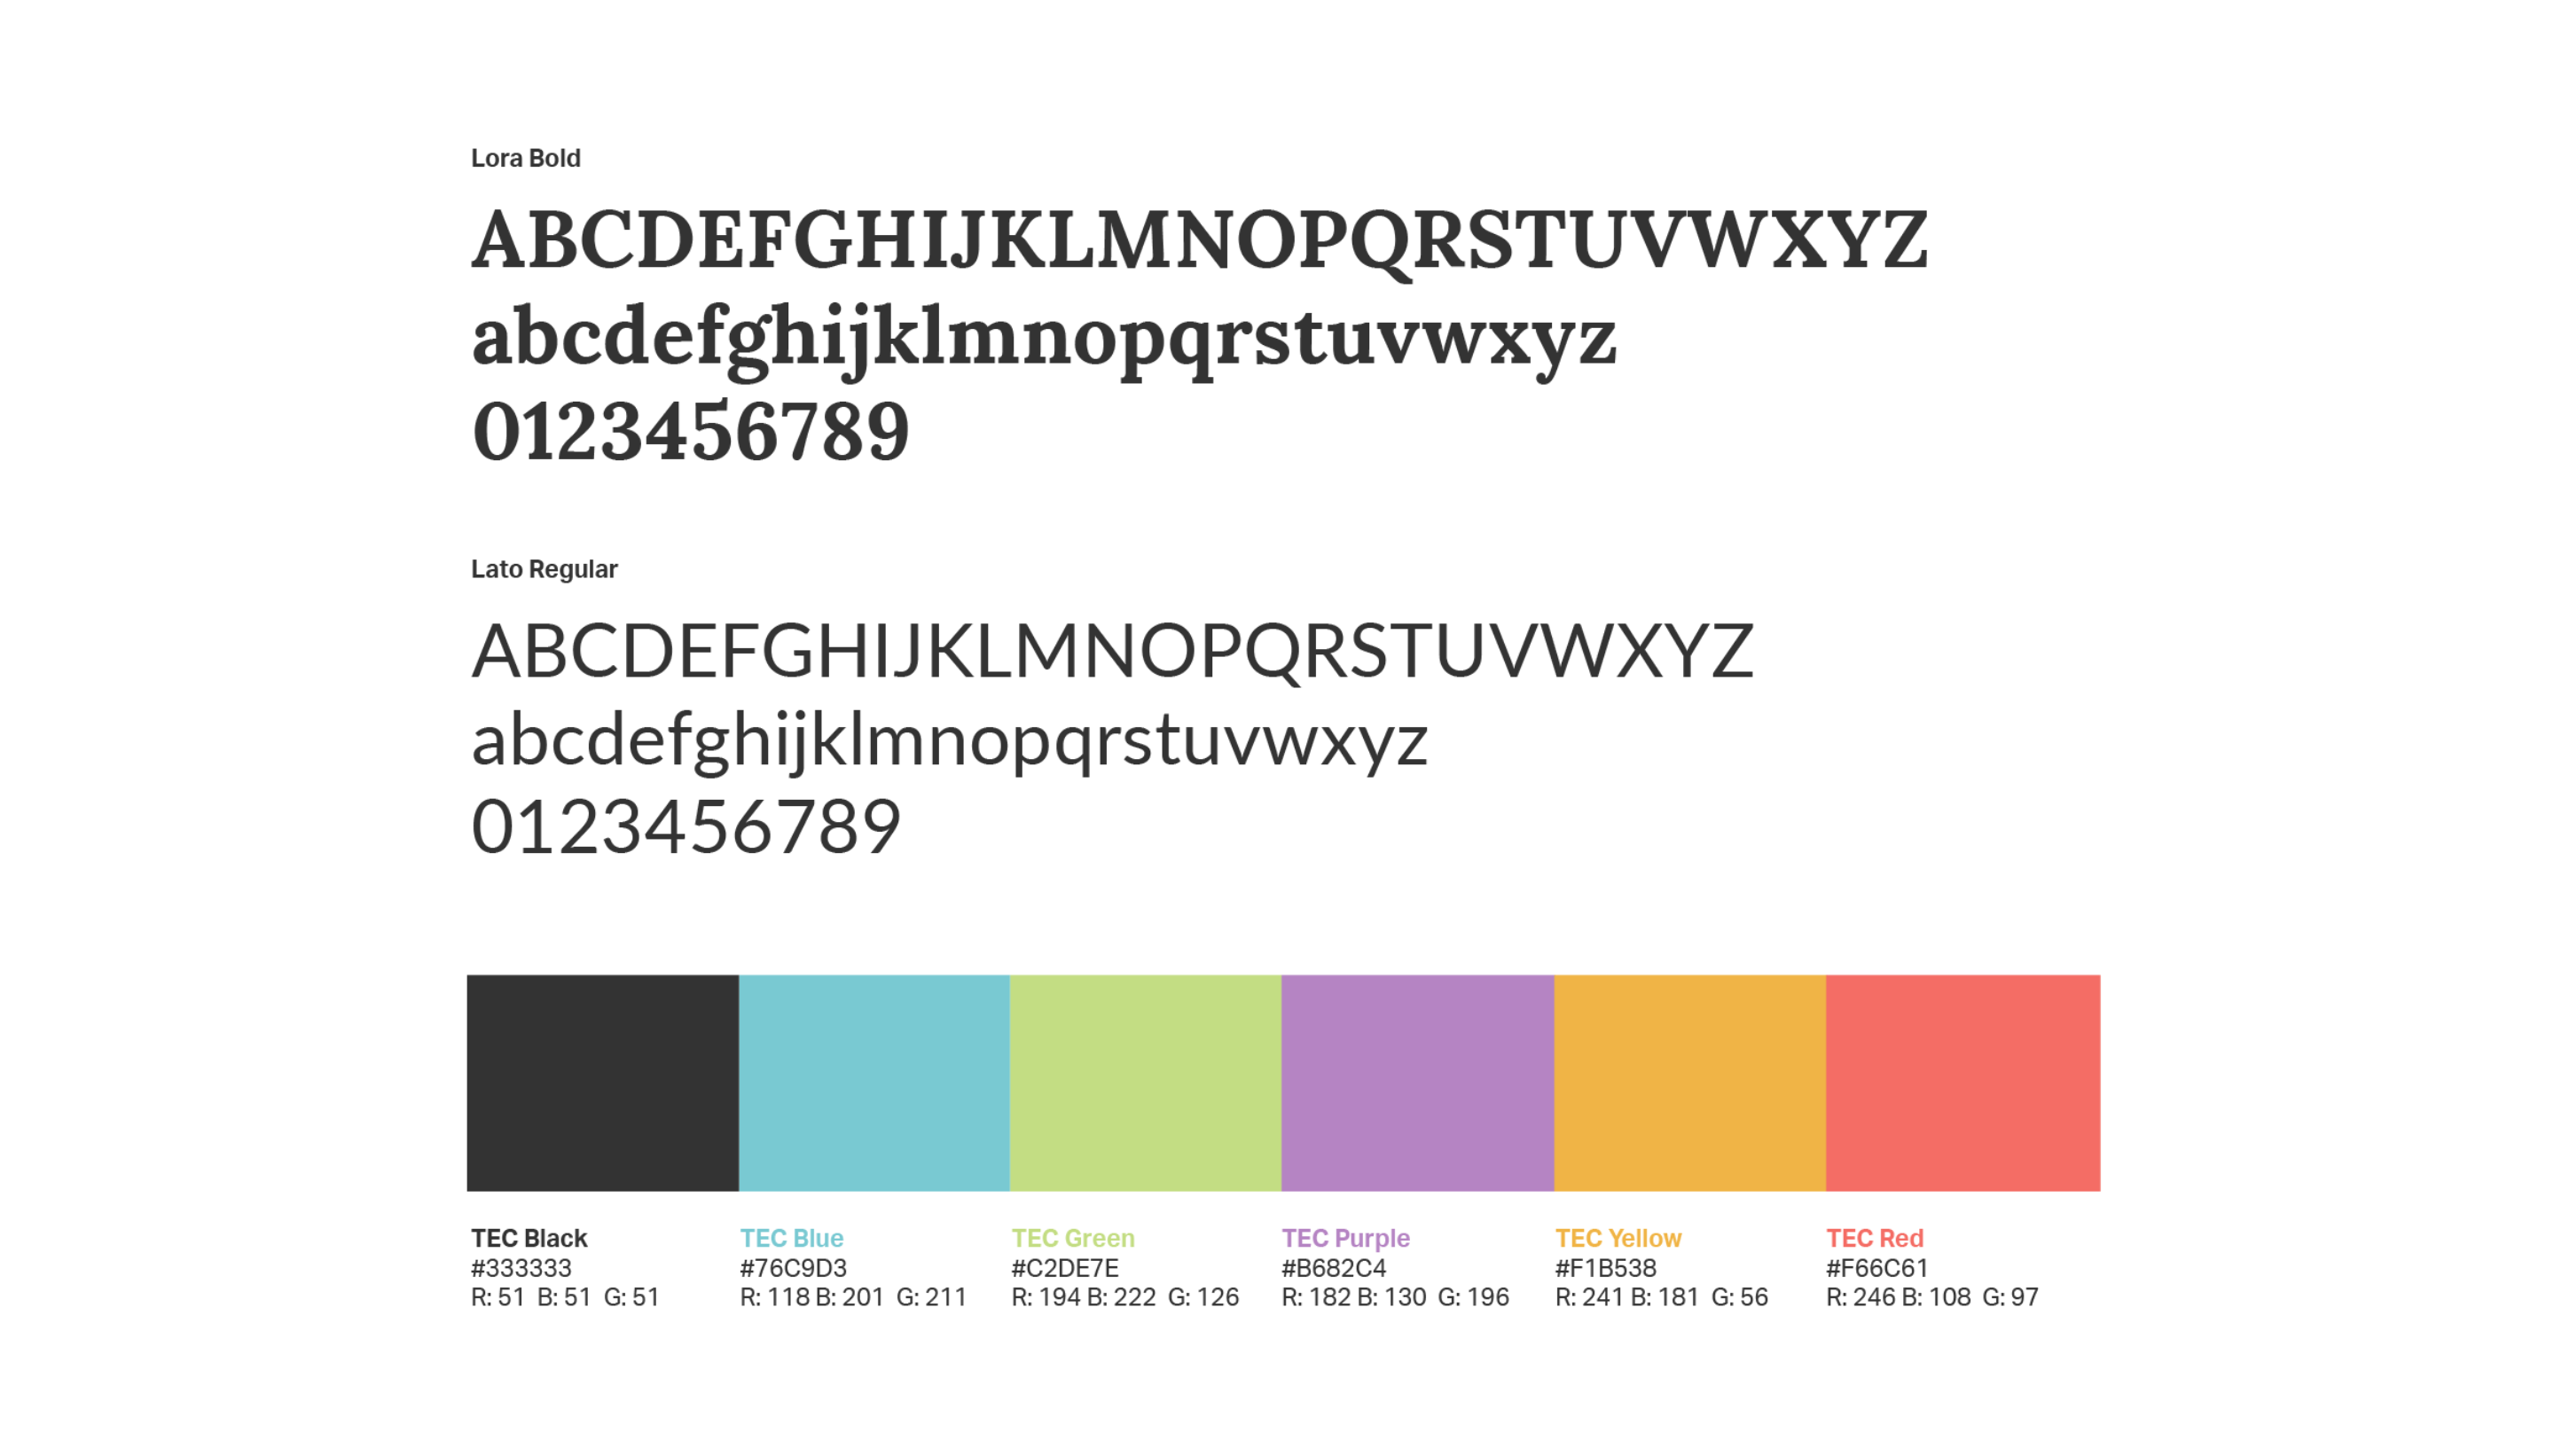 Lora Bold
ABCDEFGHIJKLMNOPQRSTUVWXYZ
abcdefghijklmnopqrstuvwxyz
0123456789
Lato Regular
ABCDEFGHIJKLMNOPQRSTUVWXYZ
abcdefghijklmnopqrstuvwxyz
0123456789
TEC Black
#333333
R: 51 B: 51 G: 51
TEC Blue
#76C9D3
R: 118 B: 201 G: 211
TEC Green
#C2DE7E
R: 194 B: 222 G: 126
TEC Purple
#B682C4
R: 182 B: 130 G: 196
TEC Yellow
#F1B538
R: 241 B: 181 G: 56
TEC Red
#F66C61
R: 246 B: 108 G: 97